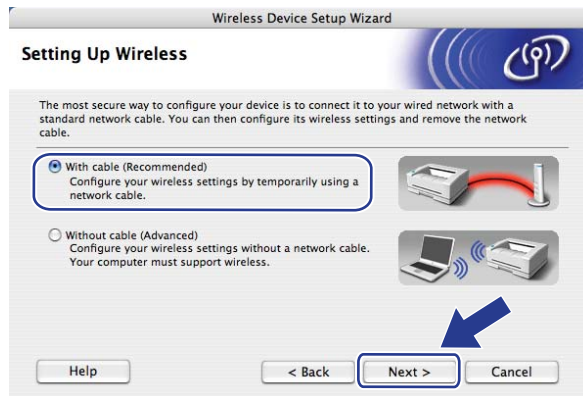 Wireless Device Setup Wizard
Setting Up Wireless
The most secure way to configure your device is to connect it to your wired network with a
standard network cable. You can then configure its wireless settings and remove the network
cable.
With cable (Recommended)
Configure your wireless settings by temporarily using a
network cable.
Without cable (Advanced)
Configure your wireless settings without a network cable.
Your computer must support wireless.
Help
< Back
Next >
Cancel